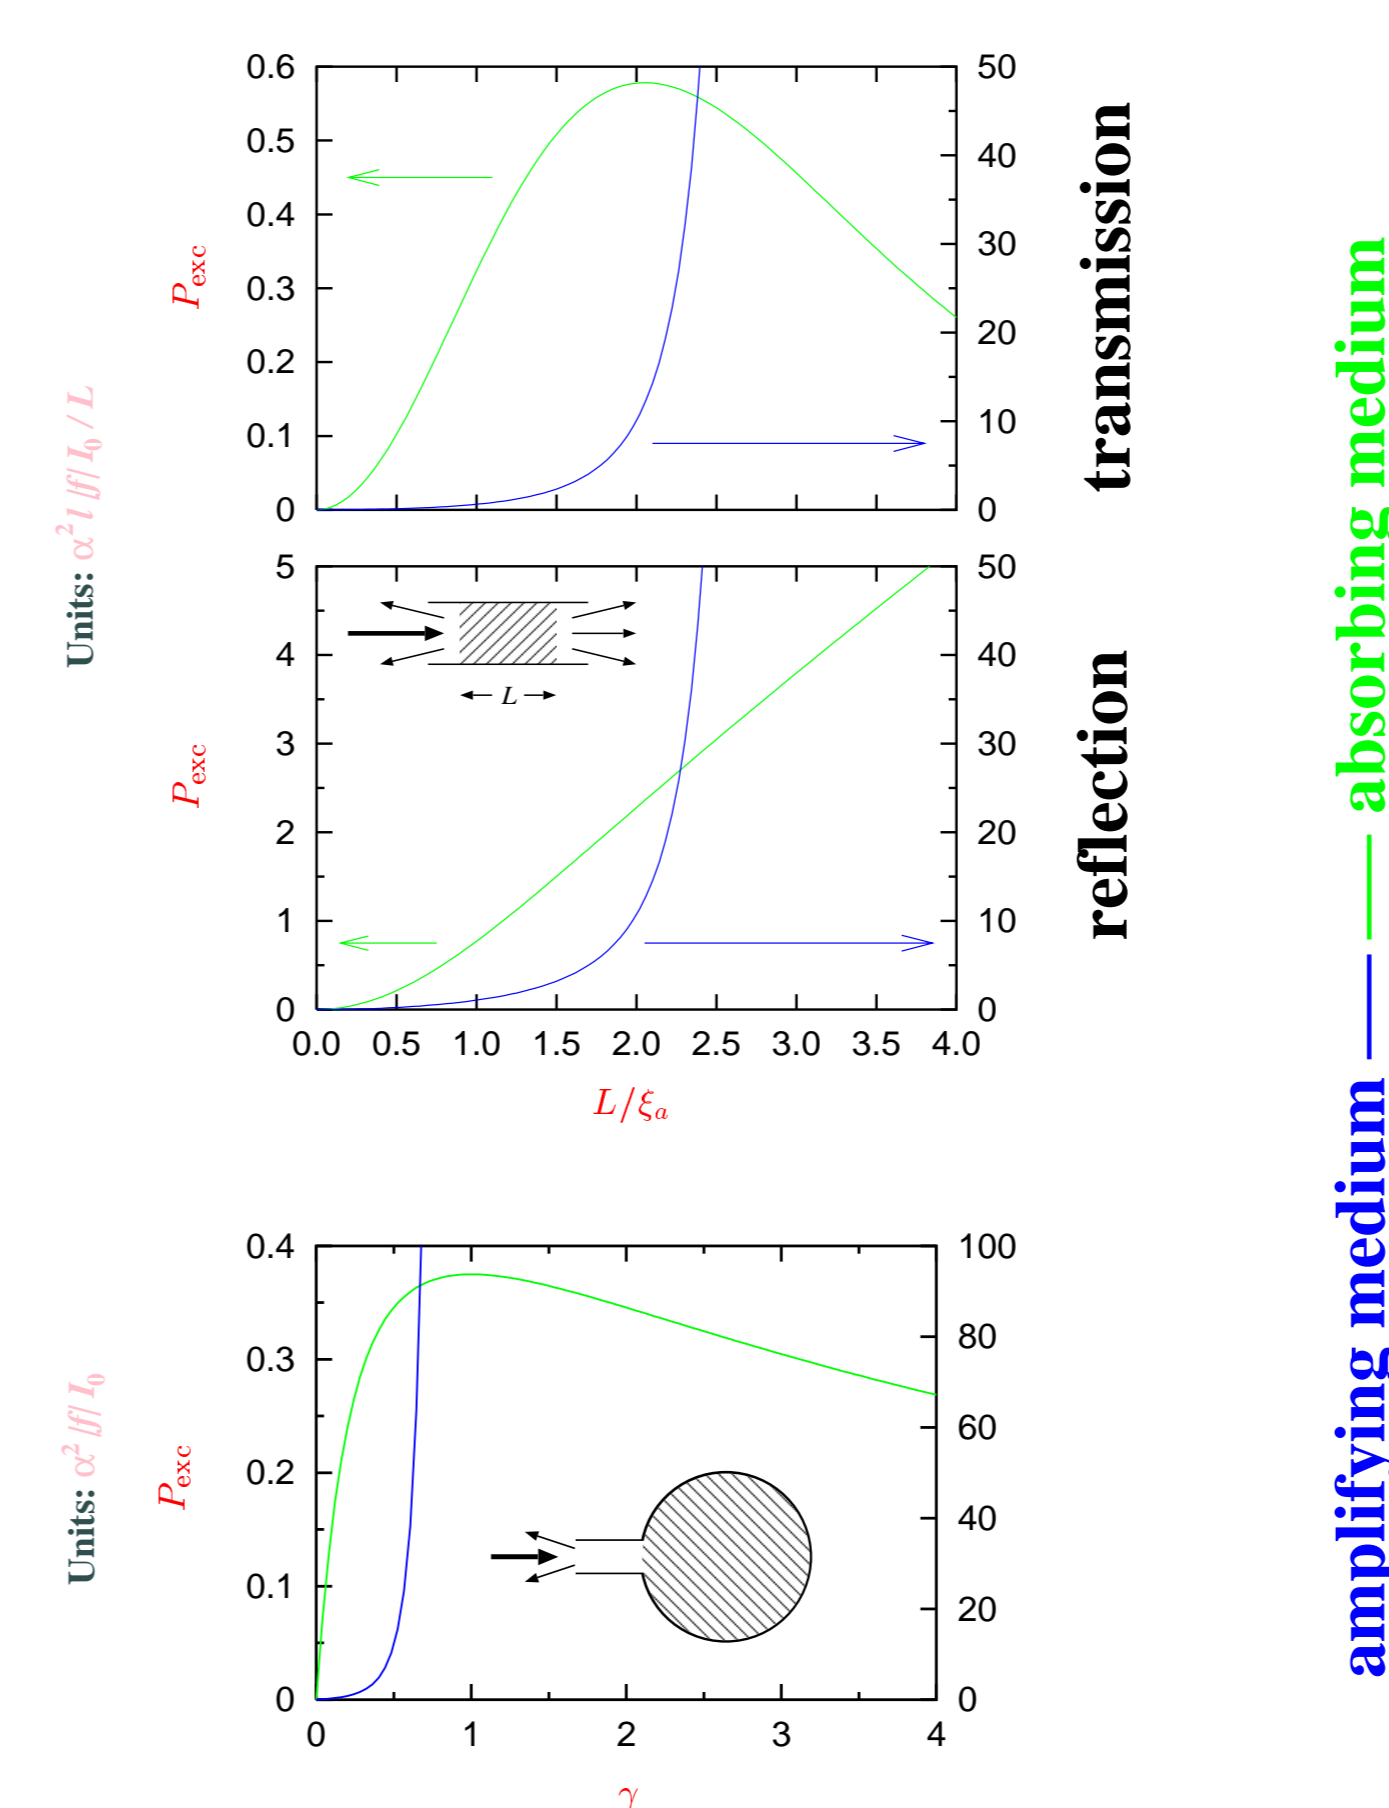 0.6
0.5
0.4
0.3
0.2
0.1
0
50
40
30
20
10
0
P_exc
transmission
Units: α² l |f| I₀ / L
5
4
3
2
1
0
50
40
30
20
10
0
P_exc
L
reflection
0.0 0.5 1.0 1.5 2.0 2.5 3.0 3.5 4.0
L/ξ_a
0.4
0.3
0.2
0.1
0
100
80
60
40
20
0
P_exc
Units: α² |f| I₀
0 1 2 3 4
γ
amplifying medium
absorbing medium